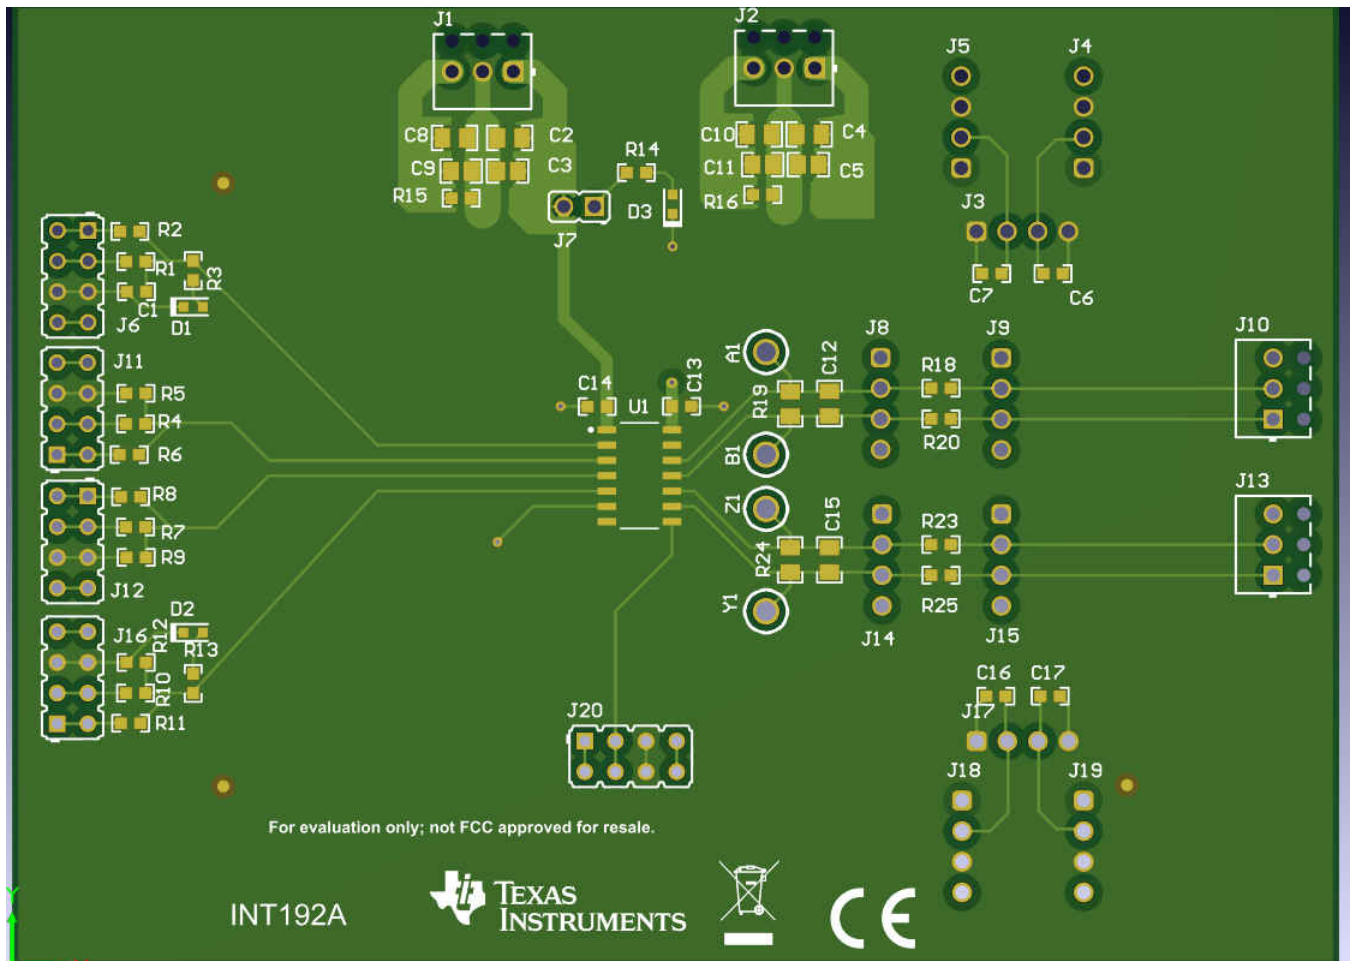 J1
J2
J5
J4
C8
C2
C10
C4
R14
C9
C3
C11
C5
R15
D3
R16
J3
J7
R2
R1
R3
C1
C7
C6
J6
D1
J8
J9
J10
J11
A1
C12
R18
R5
C14
C13
R19
R4
U1
R20
R6
B1
J13
R8
Z1
C15
R23
R7
R9
R24
J12
R25
D2
Y1
J16
R12
J14
J15
R13
C16
C17
R10
J20
J17
R11
J18
J19
For evaluation only; not FCC approved for resale.
TEXAS
INSTRUMENTS
INT192A
CE
Y